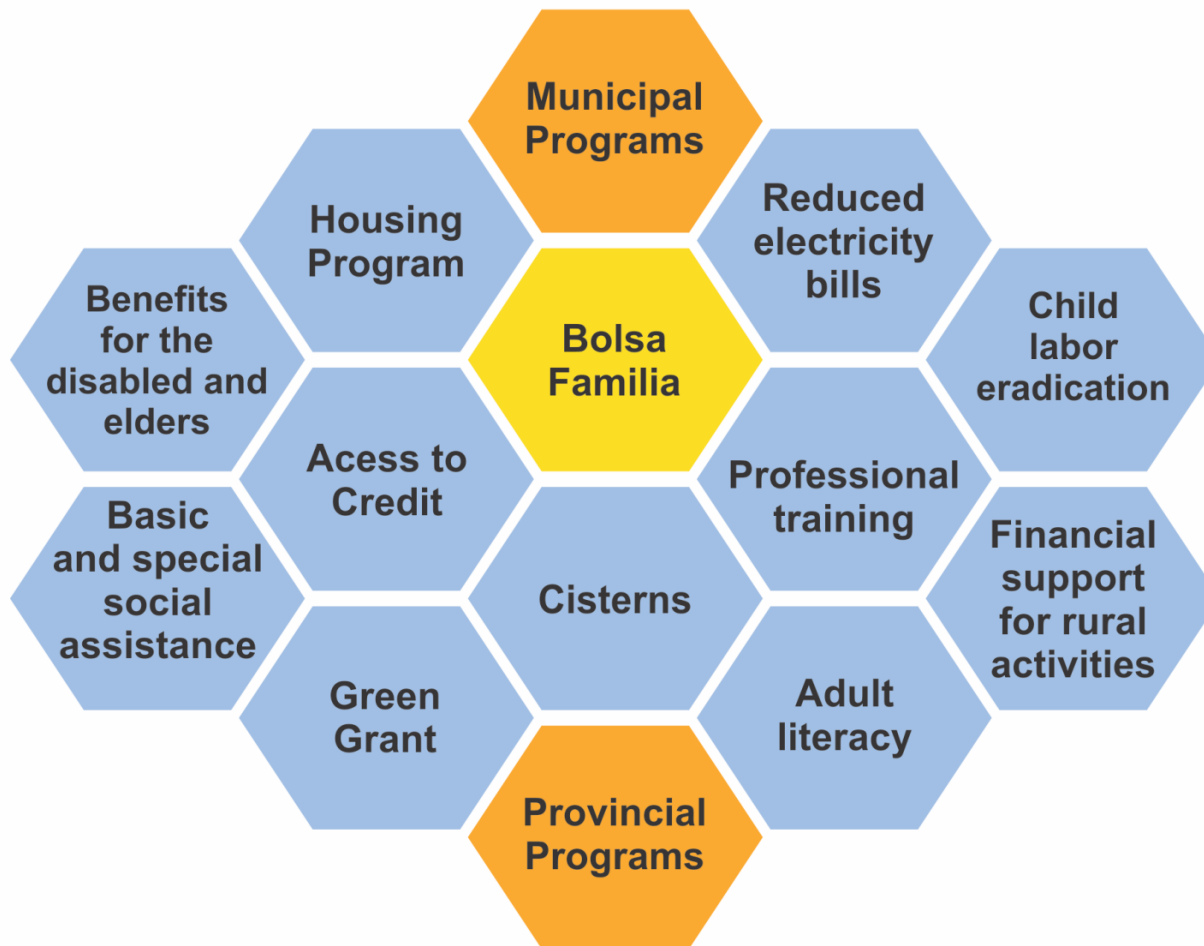 Municipal
Programs
Housing
Program
Reduced
electricity
bills
Benefits
for the
disabled and
elders
Bolsa
Familia
Child
labor
eradication
Acess to
Credit
Professional
training
Basic
and special
social
assistance
Cisterns
Financial
support
for rural
activities
Green
Grant
Adult
literacy
Provincial
Programs